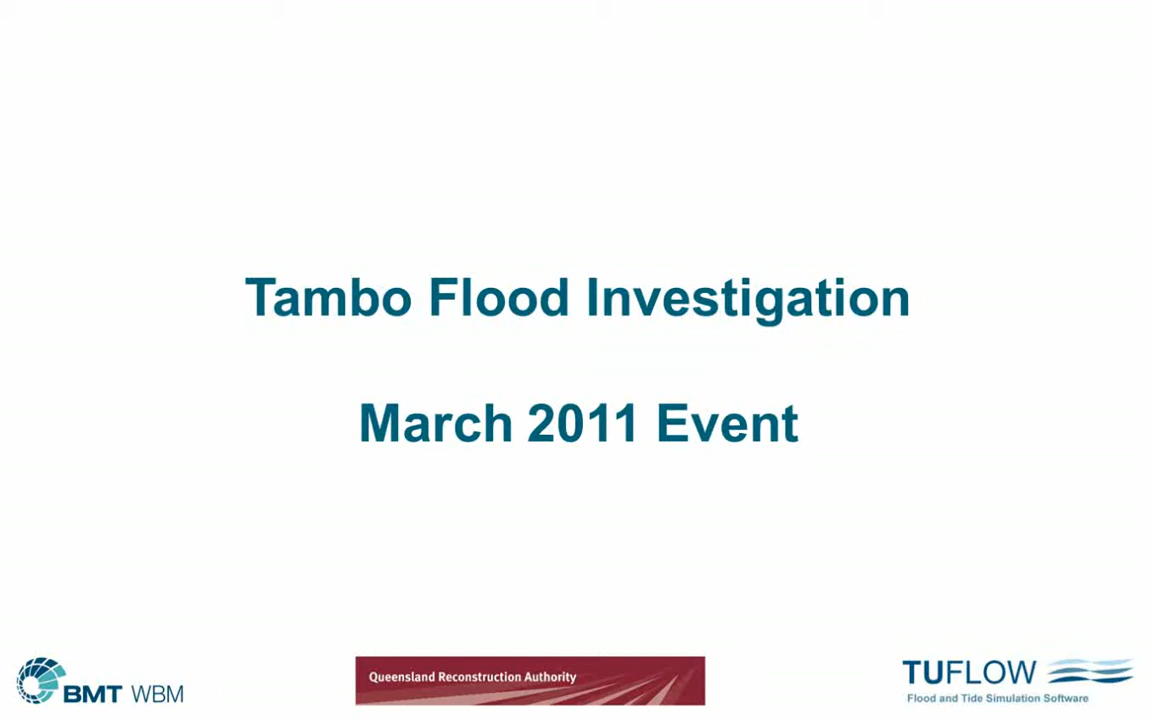 Tambo Flood Investigation
March 2011 Event
BMT WBM
Queensland Reconstruction Authority
TUFLOW
Flood and Tide Simulation Software